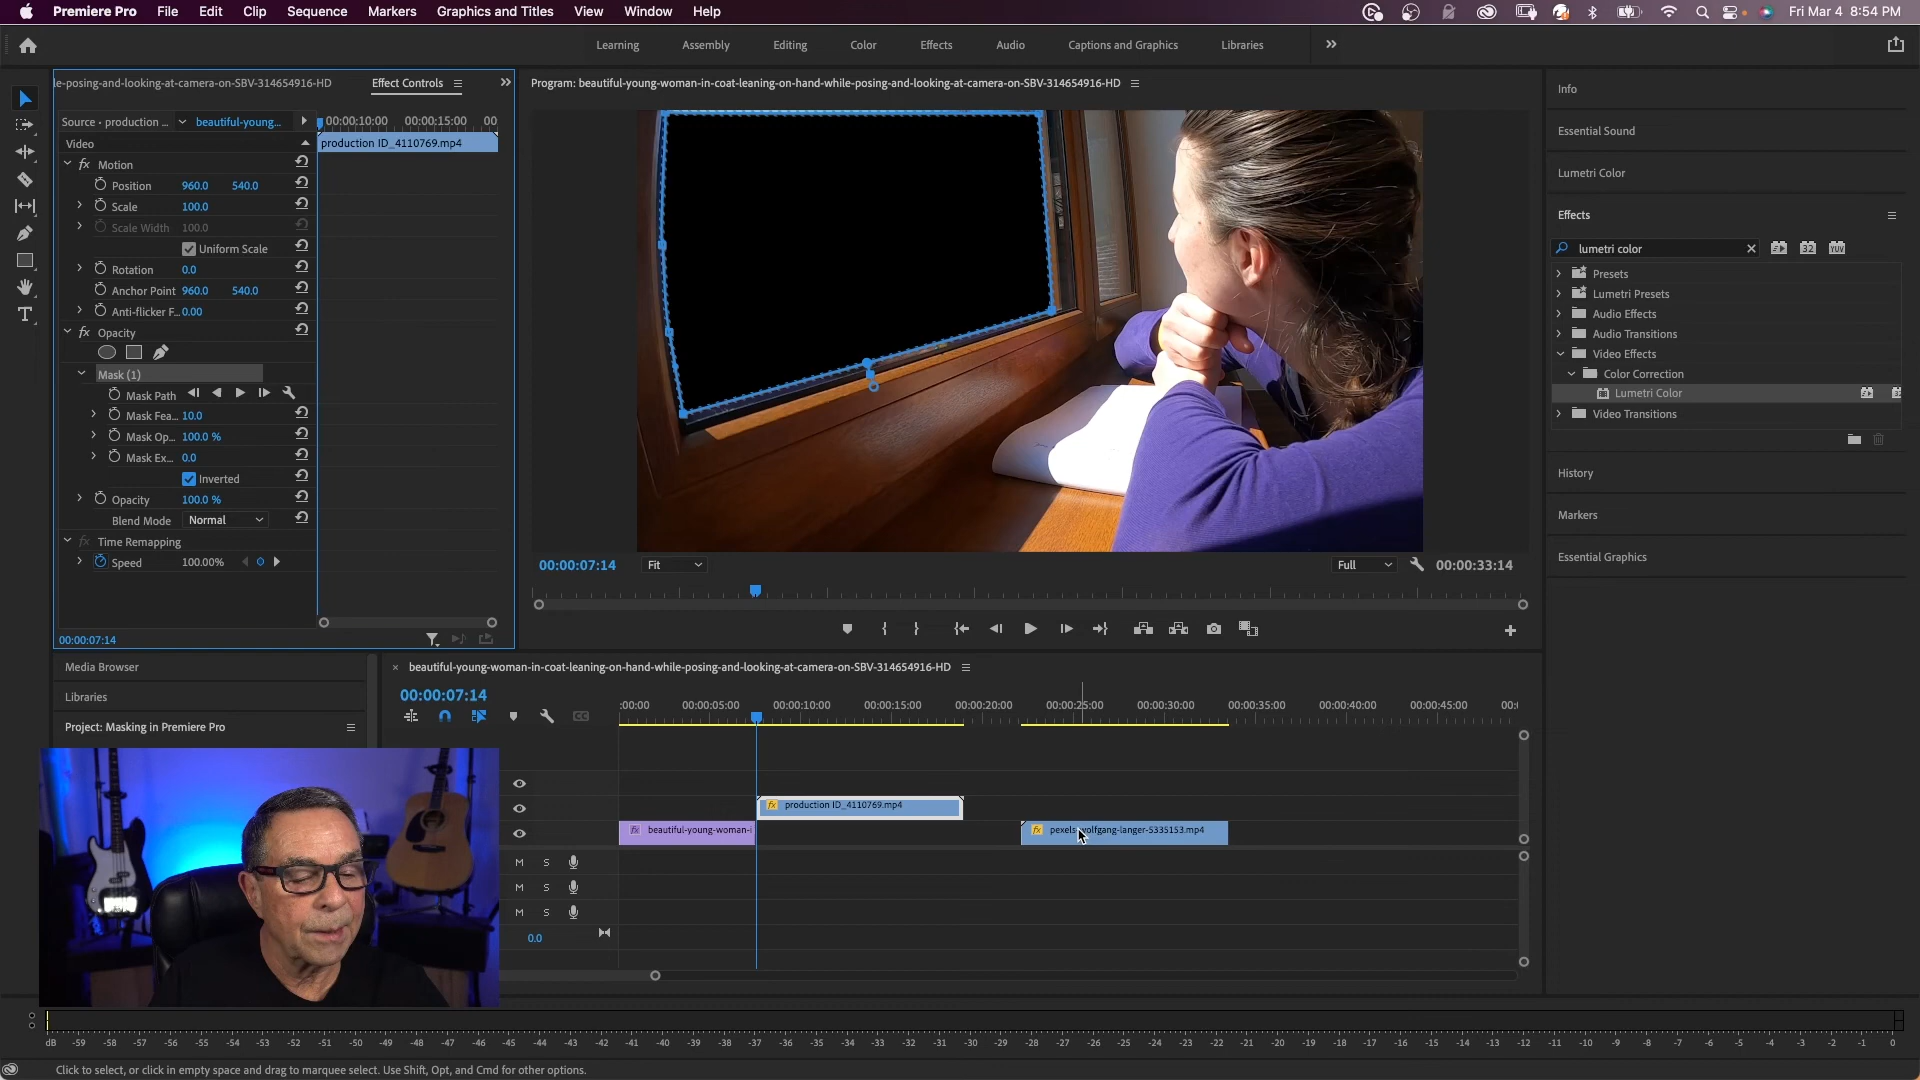 Premiere Pro File Edit Clip Sequence Markers Graphics and Titles View Window Help Fri Mar 4 8:54 PM
Learning Assembly Editing Color Effects Audio Captions and Graphics Libraries
le-posing-and-looking-at-camera-on-SBV-314654916-HD Effect Controls
Program: beautiful-young-woman-in-coat-leaning-on-hand-while-posing-and-looking-at-camera-on-SBV-314654916-HD
Source • production ... beautiful-young... 00:00:10:00 00:00:15:00 00
Video production ID_4110769.mp4
fx Motion
Position 960.0 540.0
Scale 100.0
Scale Width 100.0
Uniform Scale
Rotation 0.0
Anchor Point 960.0 540.0
Anti-flicker F... 0.00
fx Opacity
Mask (1)
Mask Path
Mask Fea... 10.0
Mask Op... 100.0 %
Mask Ex... 0.0
Inverted
Opacity 100.0 %
Blend Mode Normal
fx Time Remapping
Speed 100.00%
00:00:07:14
00:00:07:14 Fit Full 00:00:33:14
Info
Essential Sound
Lumetri Color
Effects
lumetri color 32 YUV
Presets
Lumetri Presets
Audio Effects
Audio Transitions
Video Effects
Color Correction
Lumetri Color
Video Transitions
History
Markers
Essential Graphics
Media Browser
Libraries
Project: Masking in Premiere Pro
× beautiful-young-woman-in-coat-leaning-on-hand-while-posing-and-looking-at-camera-on-SBV-314654916-HD
00:00:07:14
:00:00 00:00:05:00 00:00:10:00 00:00:15:00 00:00:20:00 00:00:25:00 00:00:30:00 00:00:35:00 00:00:40:00 00:00:45:00 00:
CC
fx production ID_4110769.mp4
fx beautiful-young-woman-i fx pexels-wolfgang-langer-5335153.mp4
M S
M S
M S
0.0
dB -59 -58 -57 -56 -55 -54 -53 -52 -51 -50 -49 -48 -47 -46 -45 -44 -43 -42 -41 -40 -39 -38 -37 -36 -35 -34 -33 -32 -31 -30 -29 -28 -27 -26 -25 -24 -23 -22 -21 -20 -19 -18 -17 -16 -15 -14 -13 -12 -11 -10 -9 -8 -7 -6 -5 -4 -3 -2 -1 0
Click to select, or click in empty space and drag to marquee select. Use Shift, Opt, and Cmd for other options.